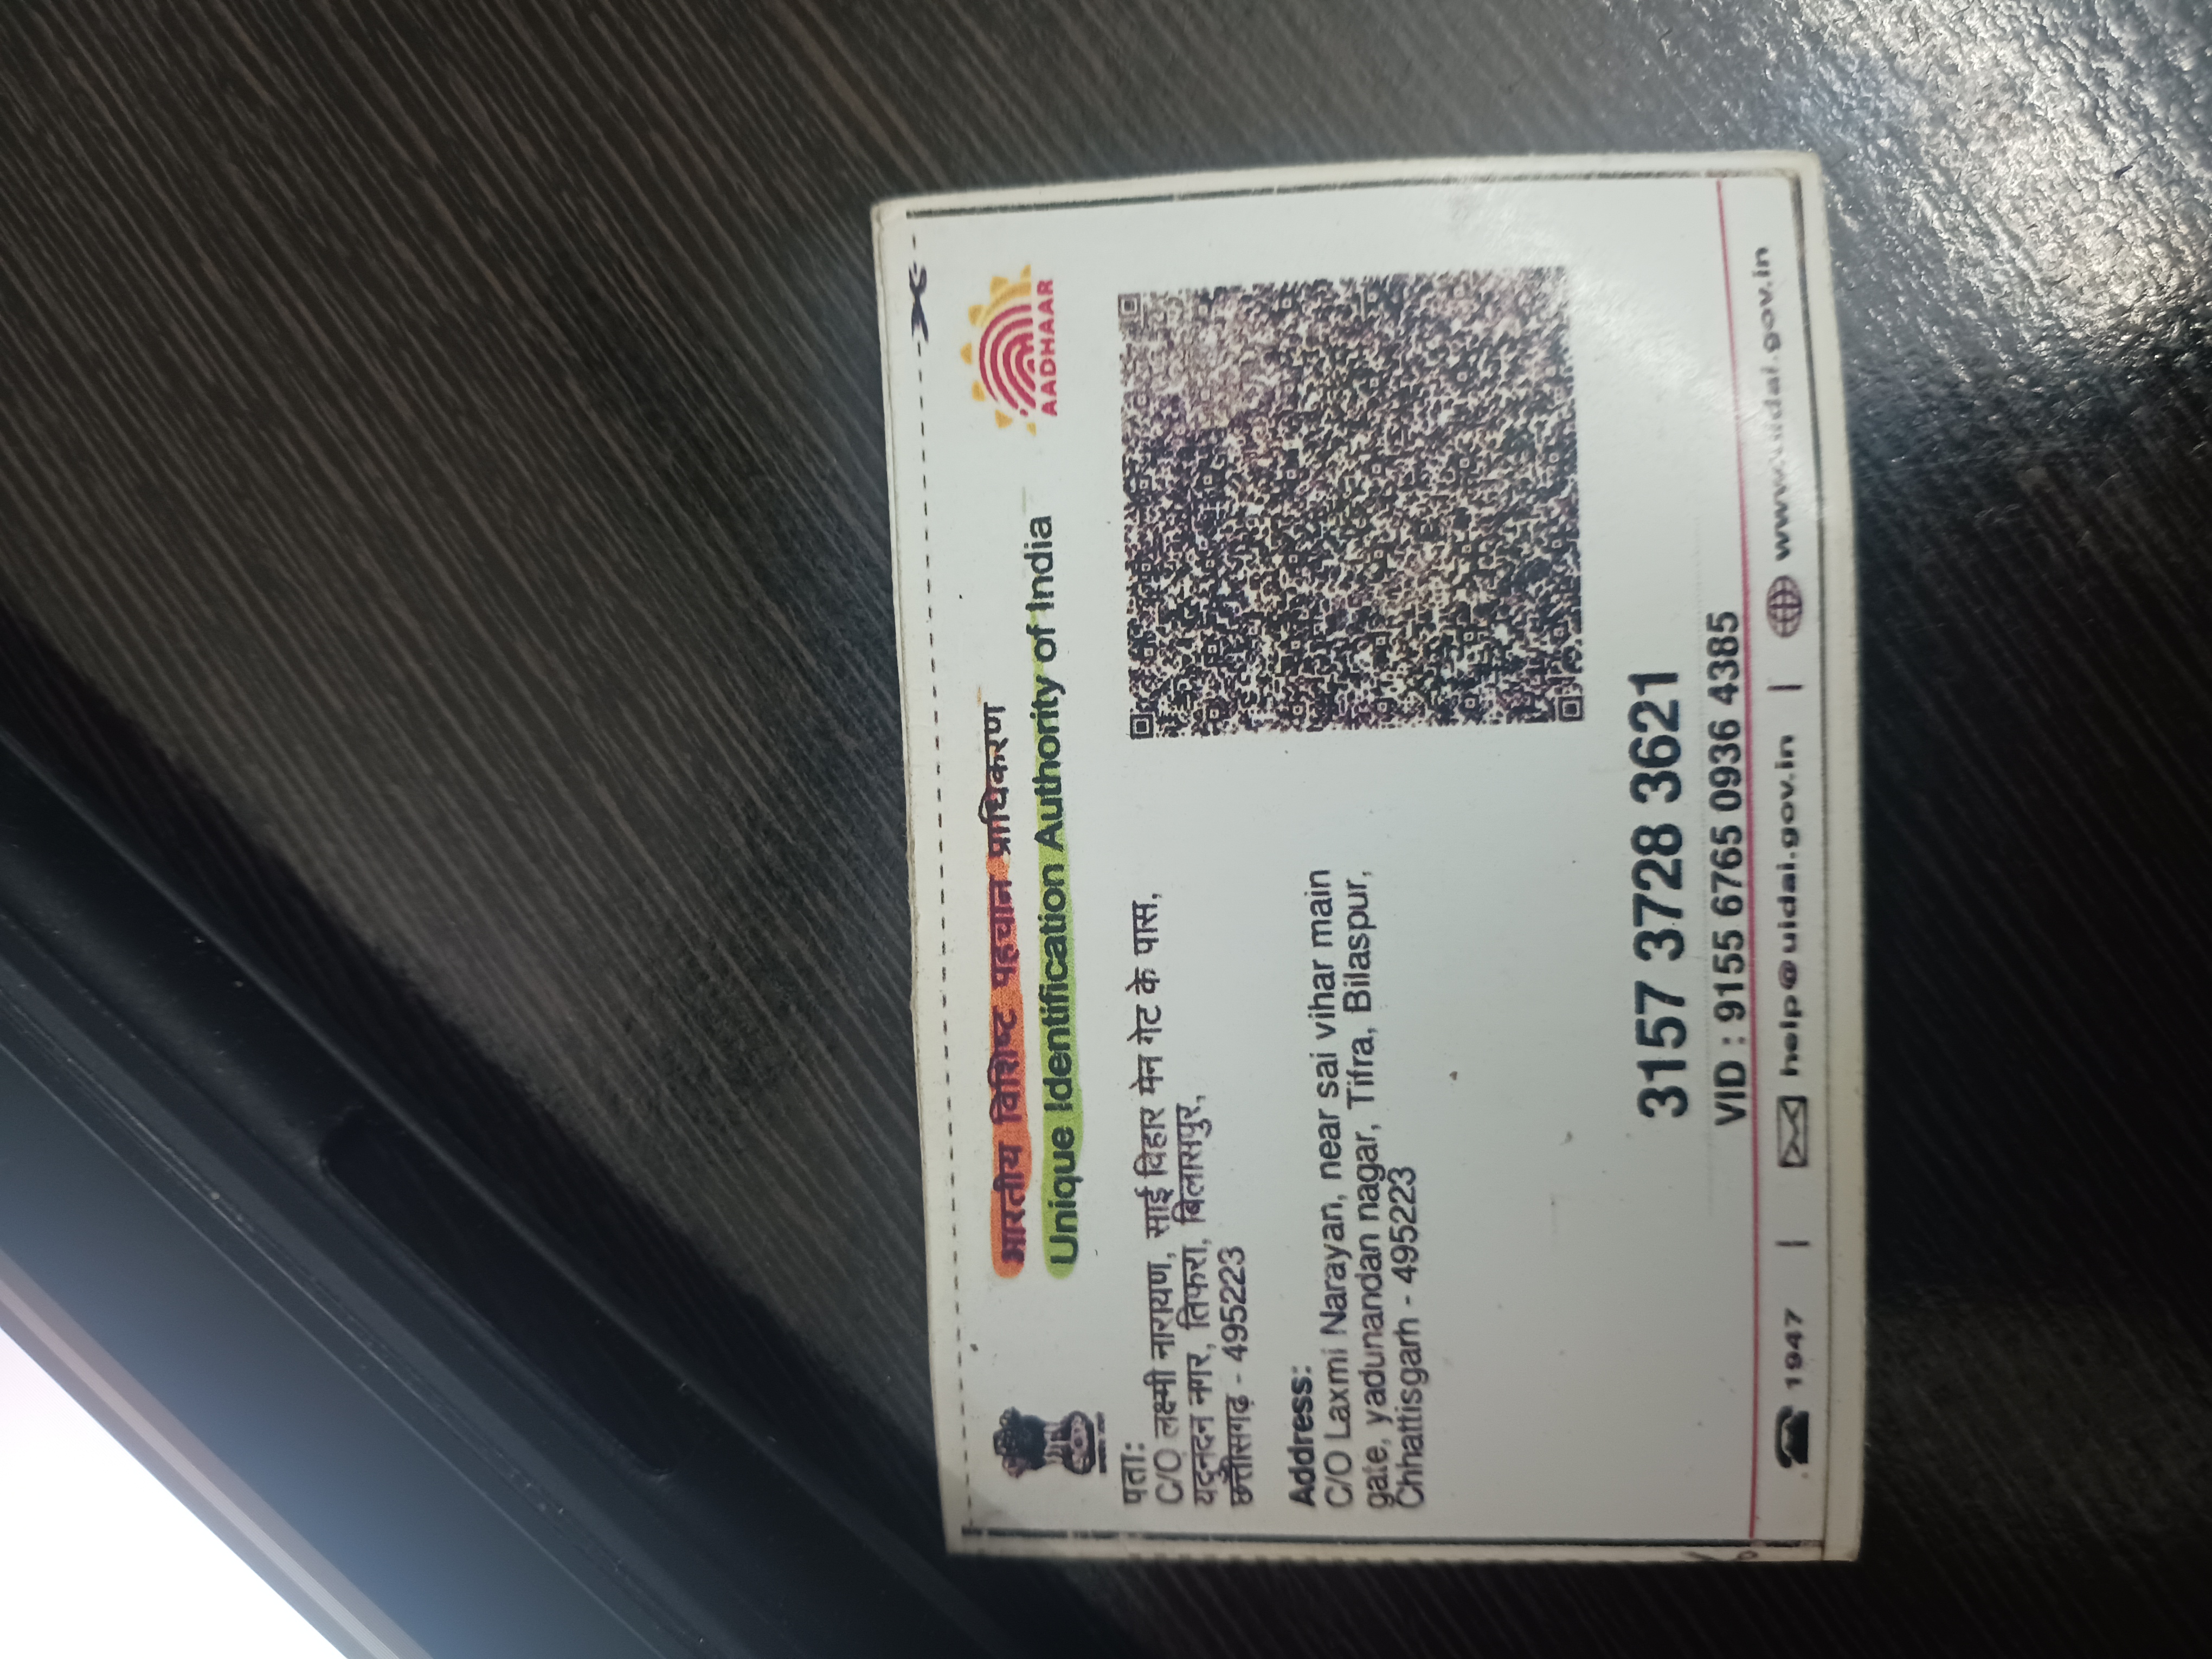 भारतीय विशिष्ट पहचान प्राधिकरण
Unique Identification Authority of India
AADHAAR
पता:
C/O लक्ष्मी नारायण, साई विहार मेन गेट के पास,
यदुनन्दन नगर, तिफरा, बिलासपुर,
छत्तीसगढ़ - 495223
Address:
C/O Laxmi Narayan, near sai vihar main
gate, yadunandan nagar, Tifra, Bilaspur,
Chhattisgarh - 495223
3157 3728 3621
VID : 9155 6765 0936 4385
1947 | help@uidai.gov.in | www.uidai.gov.in